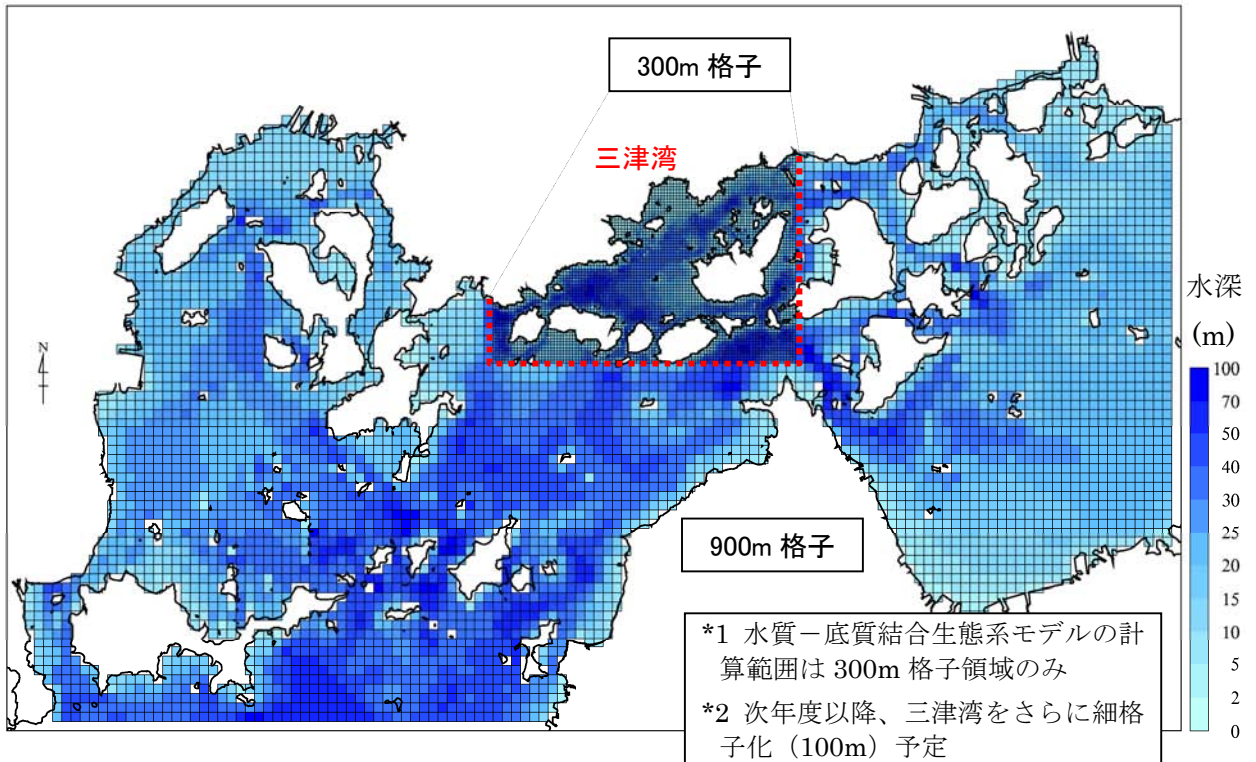 300m 格子
三津湾
N
水深
(m)
100
70
50
40
30
25
20
15
10
5
2
0
900m 格子
*1 水質－底質結合生態系モデルの計
算範囲は 300m 格子領域のみ
*2 次年度以降、三津湾をさらに細格
子化（100m）予定